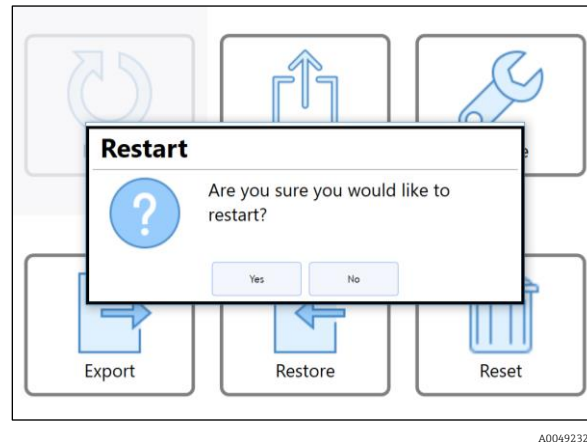 Restart
Are you sure you would like to
restart?
Yes
No
Export
Restore
Reset
A0049232